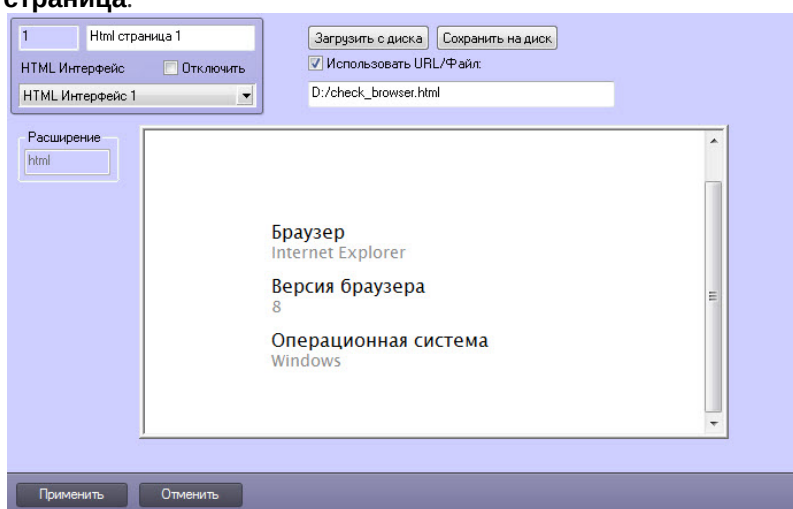 страница.
1
Html страница 1
HTML Интерфейс
Отключить
HTML Интерфейс 1
Загрузить с диска
Сохранить на диск
Использовать URL/Файл:
D:/check_browser.html
Расширение
html
Браузер
Internet Explorer
Версия браузера
8
Операционная система
Windows
Применить
Отменить